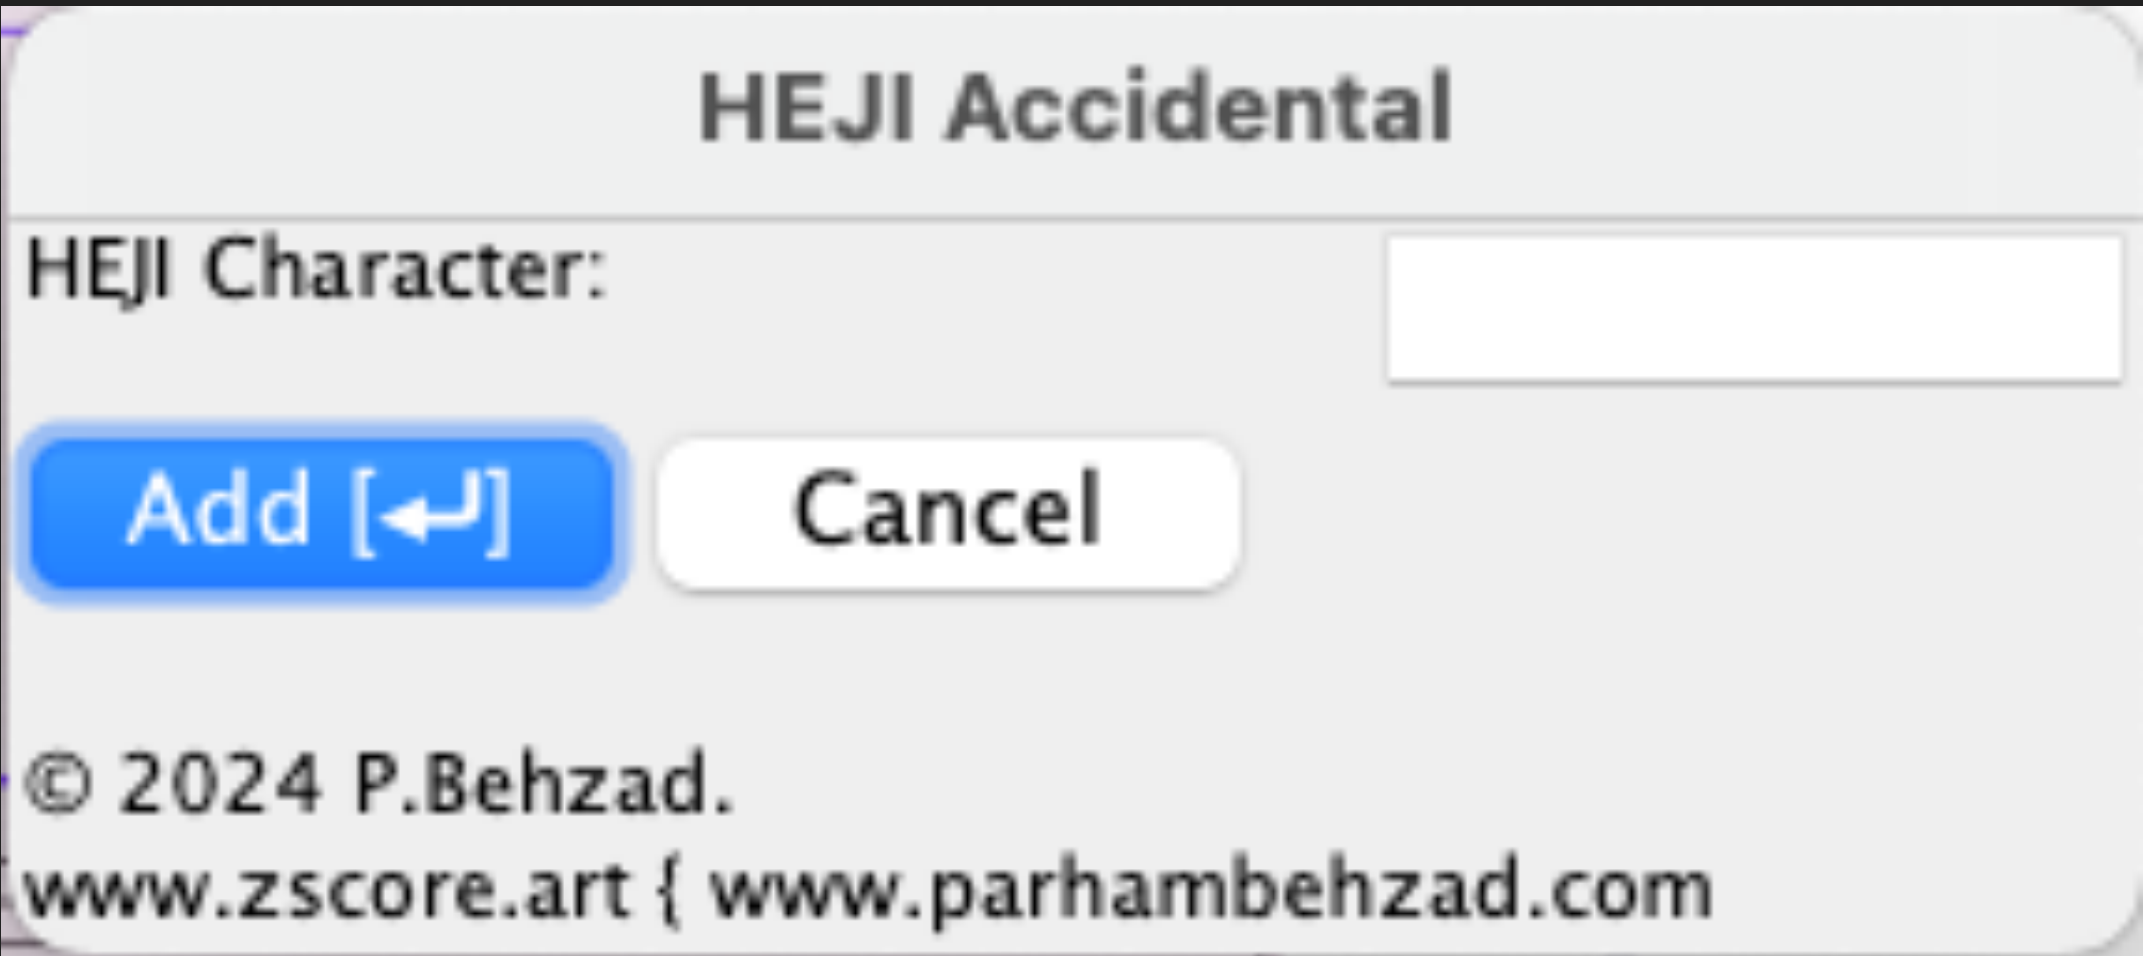 HEJI Accidental
HEJI Character:
Add [↵]
Cancel
© 2024 P.Behzad.
www.zscore.art { www.parhambehzad.com